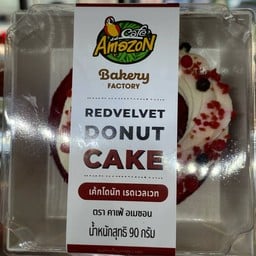 Café
Amazon
Bakery
FACTORY
REDVELVET
DONUT
CAKE
เค้กโดนัท เรดเวลเวท
ตรา คาเฟ่ อเมซอน
น้ำหนักสุทธิ 90 กรัม